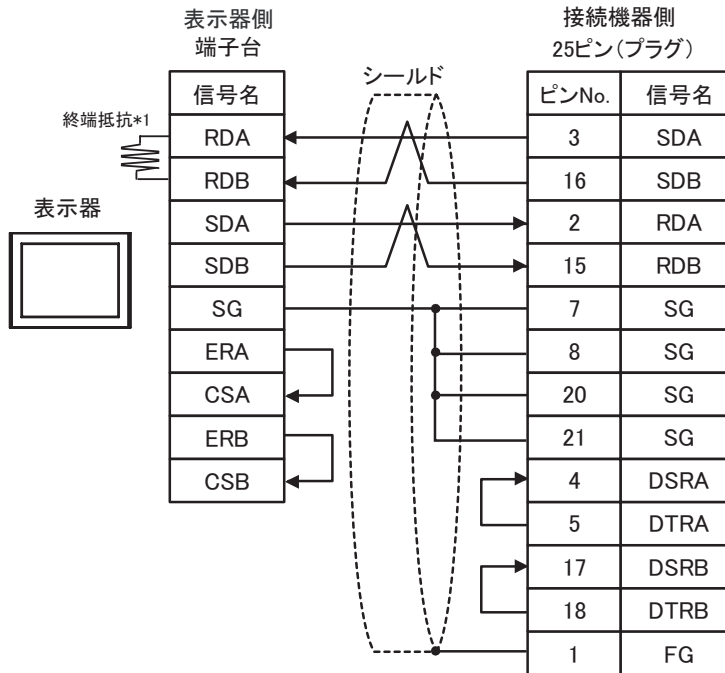 表示器側
端子台
接続機器側
25ピン(プラグ)
シールド
終端抵抗*1
表示器
信号名
RDA
RDB
SDA
SDB
SG
ERA
CSA
ERB
CSB
ピンNo. 信号名
3 SDA
16 SDB
2 RDA
15 RDB
7 SG
8 SG
20 SG
21 SG
4 DSRA
5 DTRA
17 DSRB
18 DTRB
1 FG